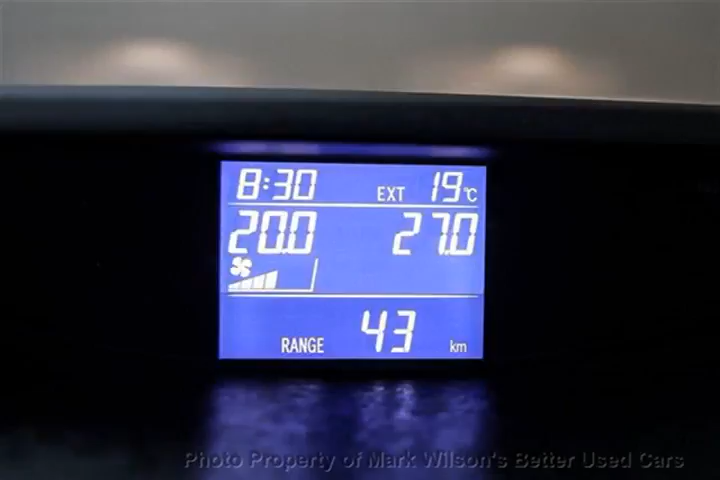 8:30 EXT 19°C
20.0 27.0
RANGE 43 km
Photo Property of Mark Wilson's Better Used Cars